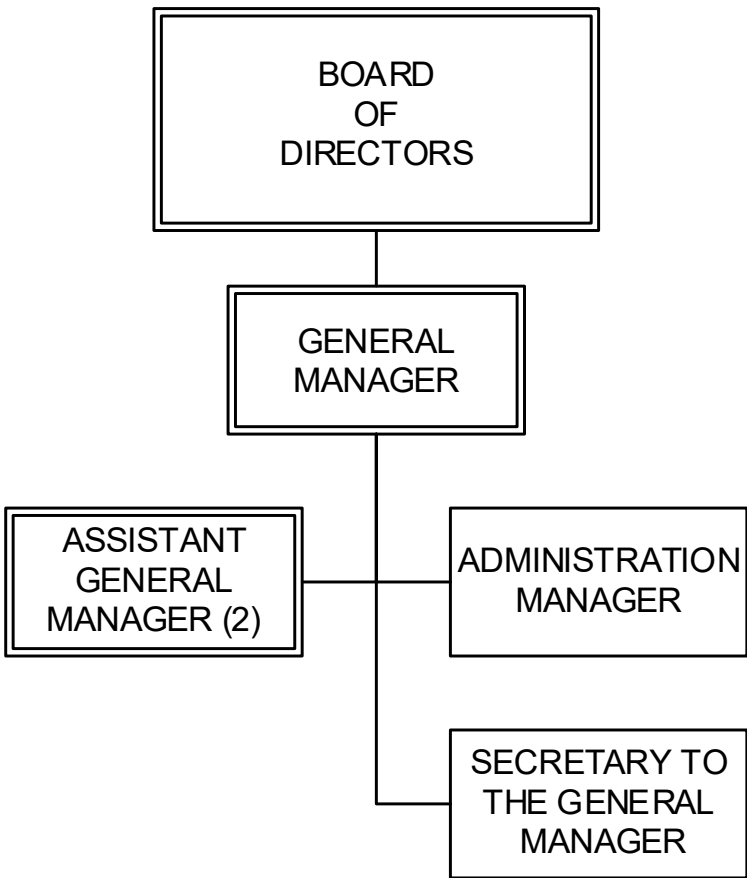 BOARD
OF
DIRECTORS
GENERAL
MANAGER
ASSISTANT
GENERAL
MANAGER (2)
ADMINISTRATION
MANAGER
SECRETARY TO
THE GENERAL
MANAGER